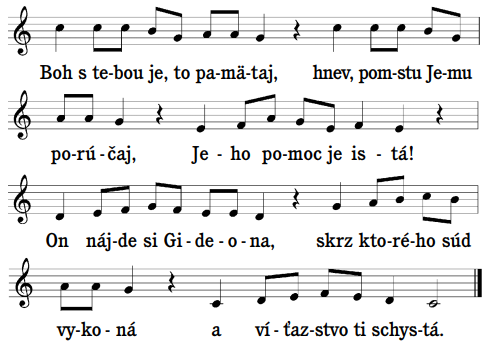 Boh s te-bou je, to pa-mä-taj, hnev, pom-stu Je-mu
po-rú-čaj, Je-ho po-moc je is-tá!
On náj-de si Gi-de-o-na, skrz kto-ré-ho súd
vy-ko-ná a ví-ťaz-stvo ti schys-tá.